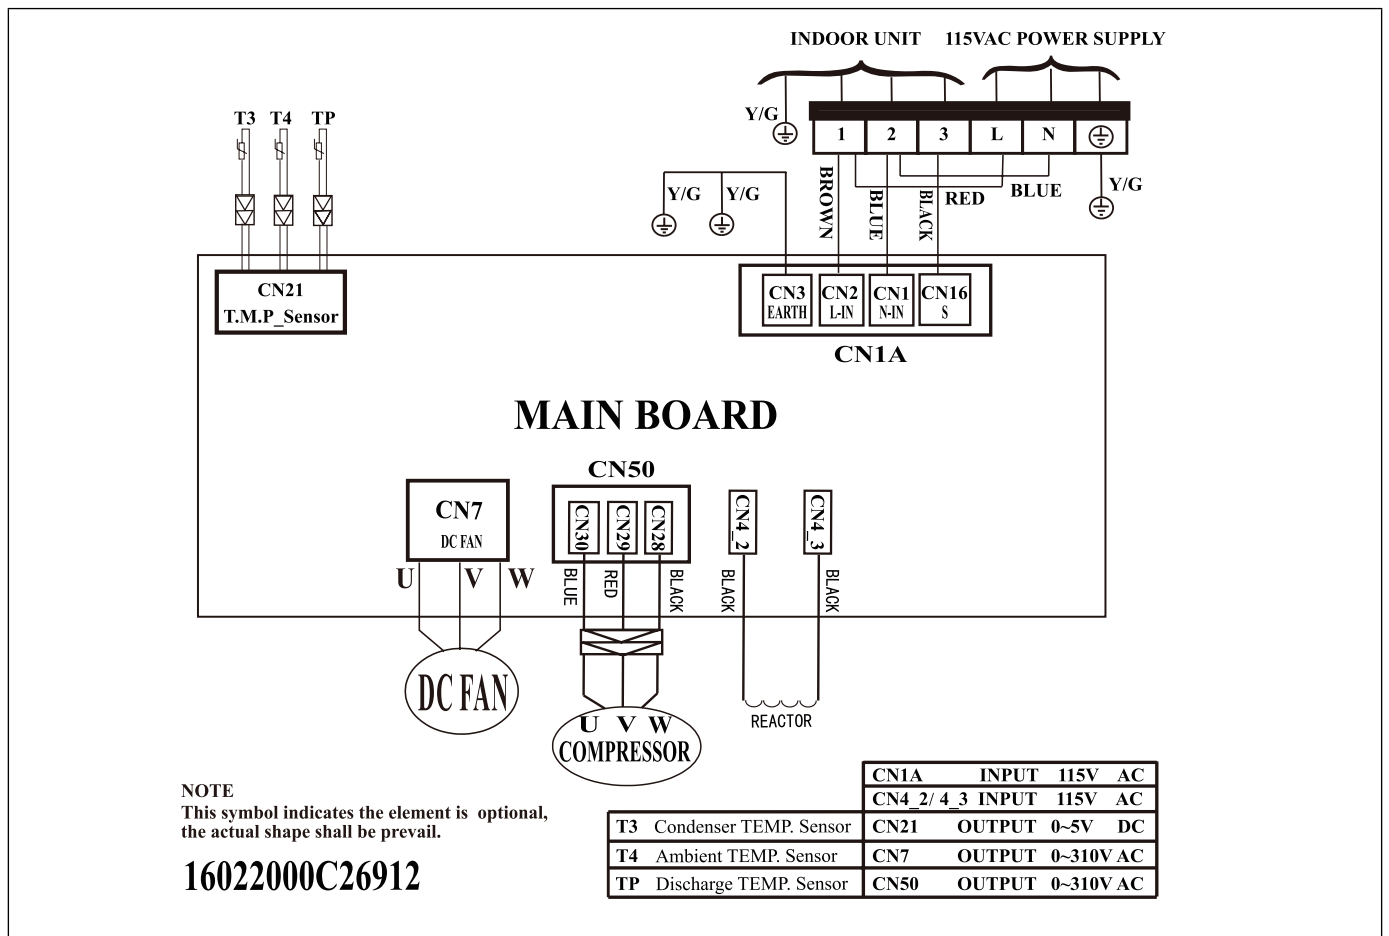 INDOOR UNIT 115VAC POWER SUPPLY
T3 T4 TP
Y/G
1 2 3 L N
Y/G Y/G
BROWN
BLUE
BLACK
RED
BLUE
Y/G
CN21
T.M.P_Sensor
CN3
EARTH
CN2
L-IN
CN1
N-IN
CN16
S
CN1A
MAIN BOARD
CN7
DC FAN
U V W
DC FAN
CN50
CN30
CN29
CN28
BLUE
RED
BLACK
U V W
COMPRESSOR
CN4_2
CN4_3
BLACK
BLACK
REACTOR
NOTE
This symbol indicates the element is optional,
the actual shape shall be prevail.
16022000C26912
CN1A INPUT 115V AC
CN4_2/ 4_3 INPUT 115V AC
T3 Condenser TEMP. Sensor CN21 OUTPUT 0~5V DC
T4 Ambient TEMP. Sensor CN7 OUTPUT 0~310V AC
TP Discharge TEMP. Sensor CN50 OUTPUT 0~310V AC